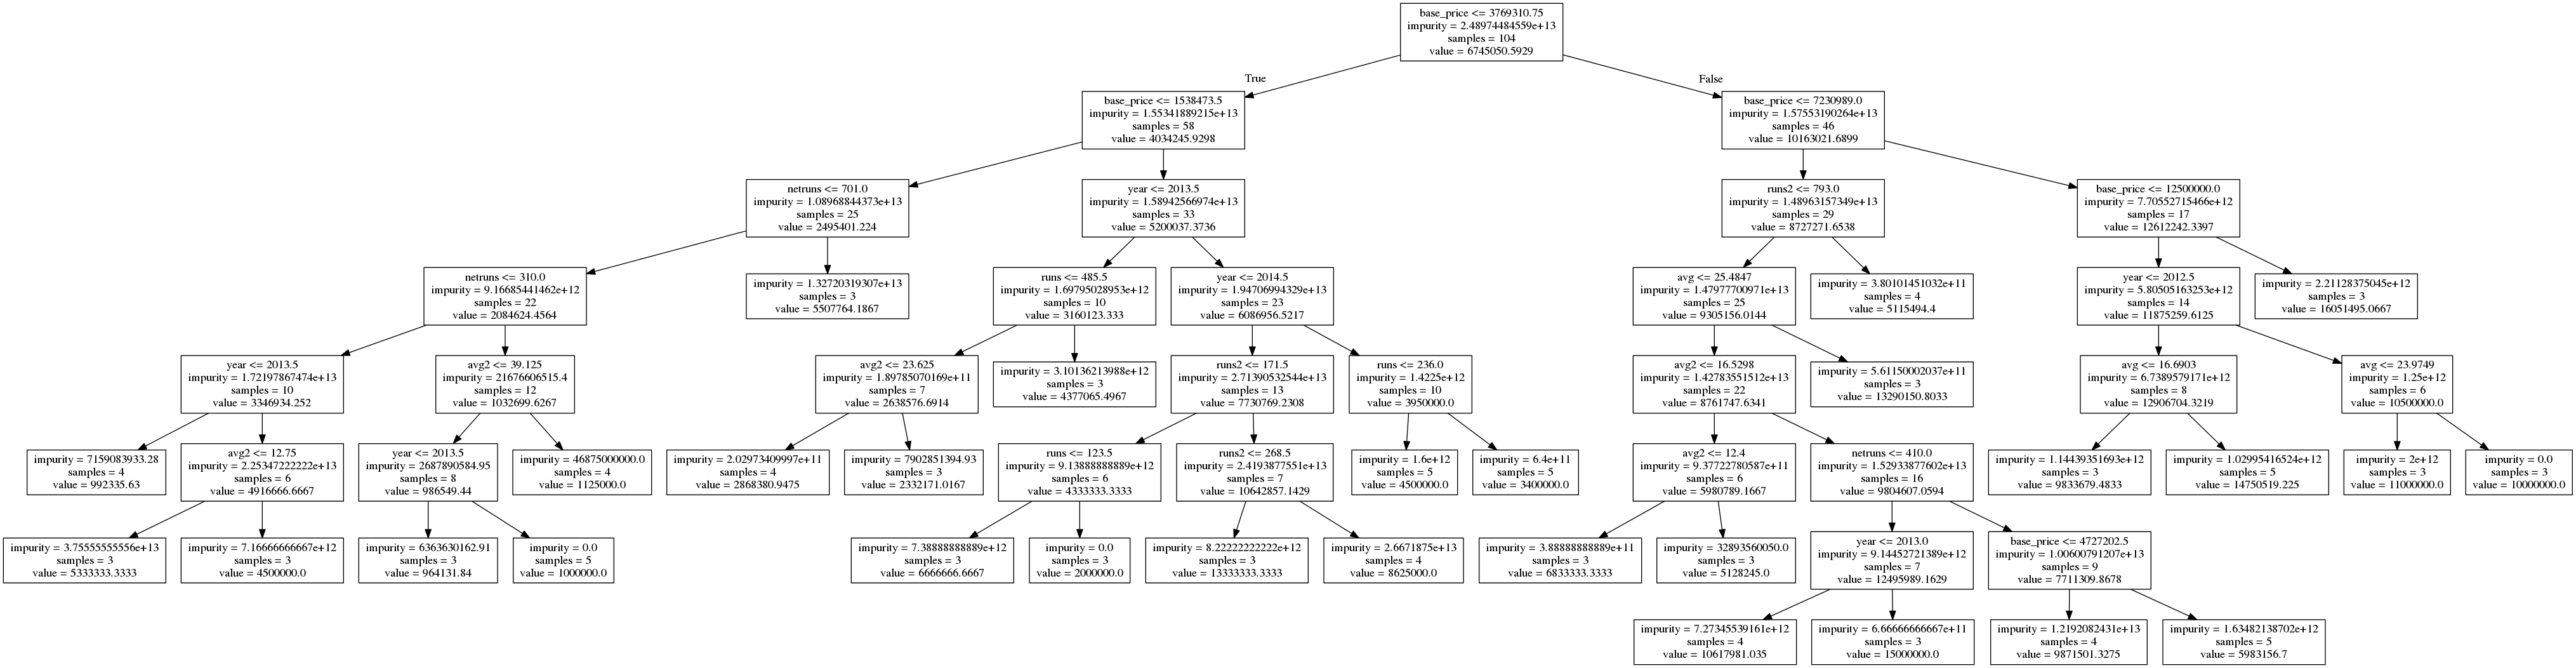 base_price <= 3769310.75
impurity = 2.48974484559e+13
samples = 104
value = 6745050.5929
True
False
base_price <= 1538473.5
impurity = 1.55341889215e+13
samples = 58
value = 4034245.9298
base_price <= 7230989.0
impurity = 1.57553190264e+13
samples = 46
value = 10163021.6899
netruns <= 701.0
impurity = 1.08968844373e+13
samples = 25
value = 2495401.224
year <= 2013.5
impurity = 1.58942566974e+13
samples = 33
value = 5200037.3736
runs2 <= 793.0
impurity = 1.48963157349e+13
samples = 29
value = 8727271.6538
base_price <= 12500000.0
impurity = 7.70552715466e+12
samples = 17
value = 12612242.3397
netruns <= 310.0
impurity = 9.16685441462e+12
samples = 22
value = 2084624.4564
impurity = 1.32720319307e+13
samples = 3
value = 5507764.1867
runs <= 485.5
impurity = 1.69795028953e+12
samples = 10
value = 3160123.333
year <= 2014.5
impurity = 1.94706994329e+13
samples = 23
value = 6086956.5217
avg <= 25.4847
impurity = 1.47977700971e+13
samples = 25
value = 9305156.0144
impurity = 3.80101451032e+11
samples = 4
value = 5115494.4
year <= 2012.5
impurity = 5.80505163253e+12
samples = 14
value = 11875259.6125
impurity = 2.21128375045e+12
samples = 3
value = 16051495.0667
year <= 2013.5
impurity = 1.72197867474e+13
samples = 10
value = 3346934.252
avg2 <= 39.125
impurity = 21676606515.4
samples = 12
value = 1032699.6267
avg2 <= 23.625
impurity = 1.89785070169e+11
samples = 7
value = 2638576.6914
impurity = 3.10136213988e+12
samples = 3
value = 4377065.4967
runs2 <= 171.5
impurity = 2.71390532544e+13
samples = 13
value = 7730769.2308
runs <= 236.0
impurity = 1.4225e+12
samples = 10
value = 3950000.0
avg2 <= 16.5298
impurity = 1.42783551512e+13
samples = 22
value = 8761747.6341
impurity = 5.61150002037e+11
samples = 3
value = 13290150.8033
avg <= 16.6903
impurity = 6.7389579171e+12
samples = 8
value = 12906704.3219
avg <= 23.9749
impurity = 1.25e+12
samples = 6
value = 10500000.0
impurity = 7159083933.28
samples = 4
value = 992335.63
avg2 <= 12.75
impurity = 2.25347222222e+13
samples = 6
value = 4916666.6667
year <= 2013.5
impurity = 2687890584.95
samples = 8
value = 986549.44
impurity = 46875000000.0
samples = 4
value = 1125000.0
impurity = 2.02973409997e+11
samples = 4
value = 2868380.9475
impurity = 7902851394.93
samples = 3
value = 2332171.0167
runs <= 123.5
impurity = 9.13888888889e+12
samples = 6
value = 4333333.3333
runs2 <= 268.5
impurity = 2.4193877551e+13
samples = 7
value = 10642857.1429
impurity = 1.6e+12
samples = 5
value = 4500000.0
impurity = 6.4e+11
samples = 5
value = 3400000.0
avg2 <= 12.4
impurity = 9.37722780587e+11
samples = 6
value = 5980789.1667
netruns <= 410.0
impurity = 1.52933877602e+13
samples = 16
value = 9804607.0594
impurity = 1.14439351693e+12
samples = 3
value = 9833679.4833
impurity = 1.02995416524e+12
samples = 5
value = 14750519.225
impurity = 2e+12
samples = 3
value = 11000000.0
impurity = 0.0
samples = 3
value = 10000000.0
impurity = 3.75555555556e+13
samples = 3
value = 5333333.3333
impurity = 7.16666666667e+12
samples = 3
value = 4500000.0
impurity = 6363630162.91
samples = 3
value = 964131.84
impurity = 0.0
samples = 5
value = 1000000.0
impurity = 7.38888888889e+12
samples = 3
value = 6666666.6667
impurity = 0.0
samples = 3
value = 2000000.0
impurity = 8.22222222222e+12
samples = 3
value = 13333333.3333
impurity = 2.6671875e+13
samples = 4
value = 8625000.0
impurity = 3.88888888889e+11
samples = 3
value = 6833333.3333
impurity = 32893560050.0
samples = 3
value = 5128245.0
year <= 2013.0
impurity = 9.14452721389e+12
samples = 7
value = 12495989.1629
base_price <= 4727202.5
impurity = 1.00600791207e+13
samples = 9
value = 7711309.8678
impurity = 7.27345539161e+12
samples = 4
value = 10617981.035
impurity = 6.66666666667e+11
samples = 3
value = 15000000.0
impurity = 1.2192082431e+13
samples = 4
value = 9871501.3275
impurity = 1.63482138702e+12
samples = 5
value = 5983156.7